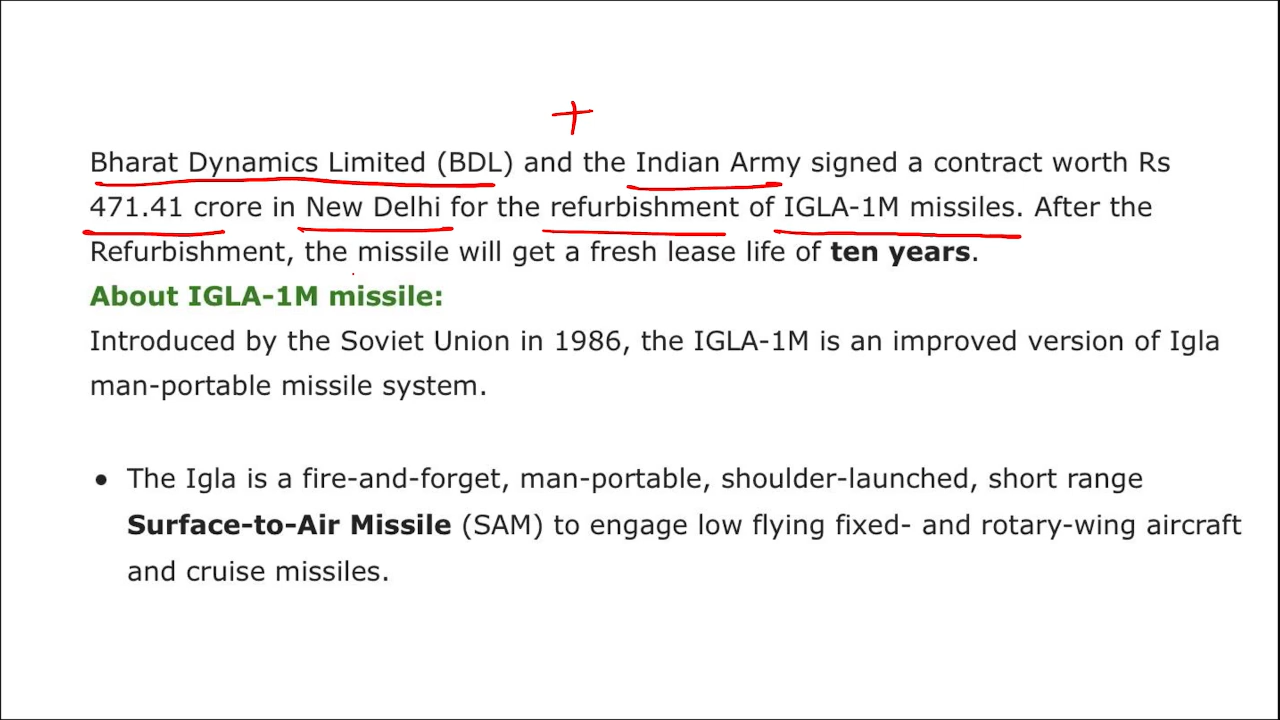 +
Bharat Dynamics Limited (BDL) and the Indian Army signed a contract worth Rs
471.41 crore in New Delhi for the refurbishment of IGLA-1M missiles. After the
Refurbishment, the missile will get a fresh lease life of ten years.
About IGLA-1M missile:
Introduced by the Soviet Union in 1986, the IGLA-1M is an improved version of Igla
man-portable missile system.
• The Igla is a fire-and-forget, man-portable, shoulder-launched, short range
Surface-to-Air Missile (SAM) to engage low flying fixed- and rotary-wing aircraft
and cruise missiles.